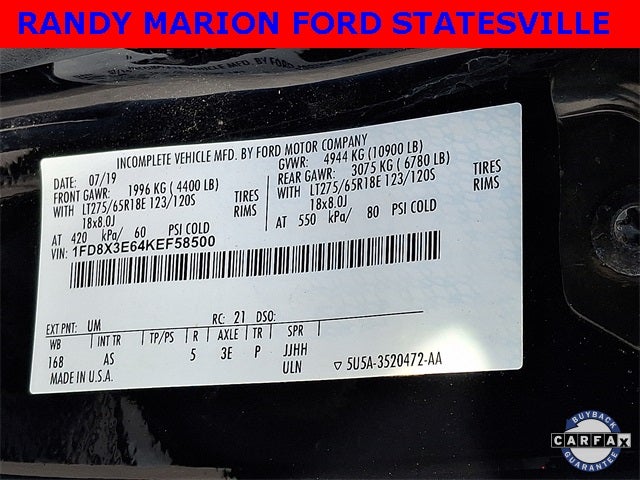 RANDY MARION FORD STATESVILLE
INCOMPLETE VEHICLE MFD. BY FORD MOTOR COMPANY
DATE: 07/19 GVWR: 4944 KG (10900 LB)
FRONT GAWR: 1996 KG ( 4400 LB) REAR GAWR: 3075 KG ( 6780 LB)
WITH LT275/65R18E 123/120S TIRES WITH LT275/65R18E 123/120S TIRES
18x8.0J RIMS 18x8.0J RIMS
AT 420 kPa/ 60 PSI COLD AT 550 kPa/ 80 PSI COLD
VIN: 1FD8X3E64KEF58500
EXT PNT: UM RC: 21 DSO:
WB INT TR TP/PS R AXLE TR SPR
168 AS 5 3E P JJHH
ULN
MADE IN U.S.A. ▽ 5U5A-3520472-AA
BUYBACK
CARFAX
GUARANTEE